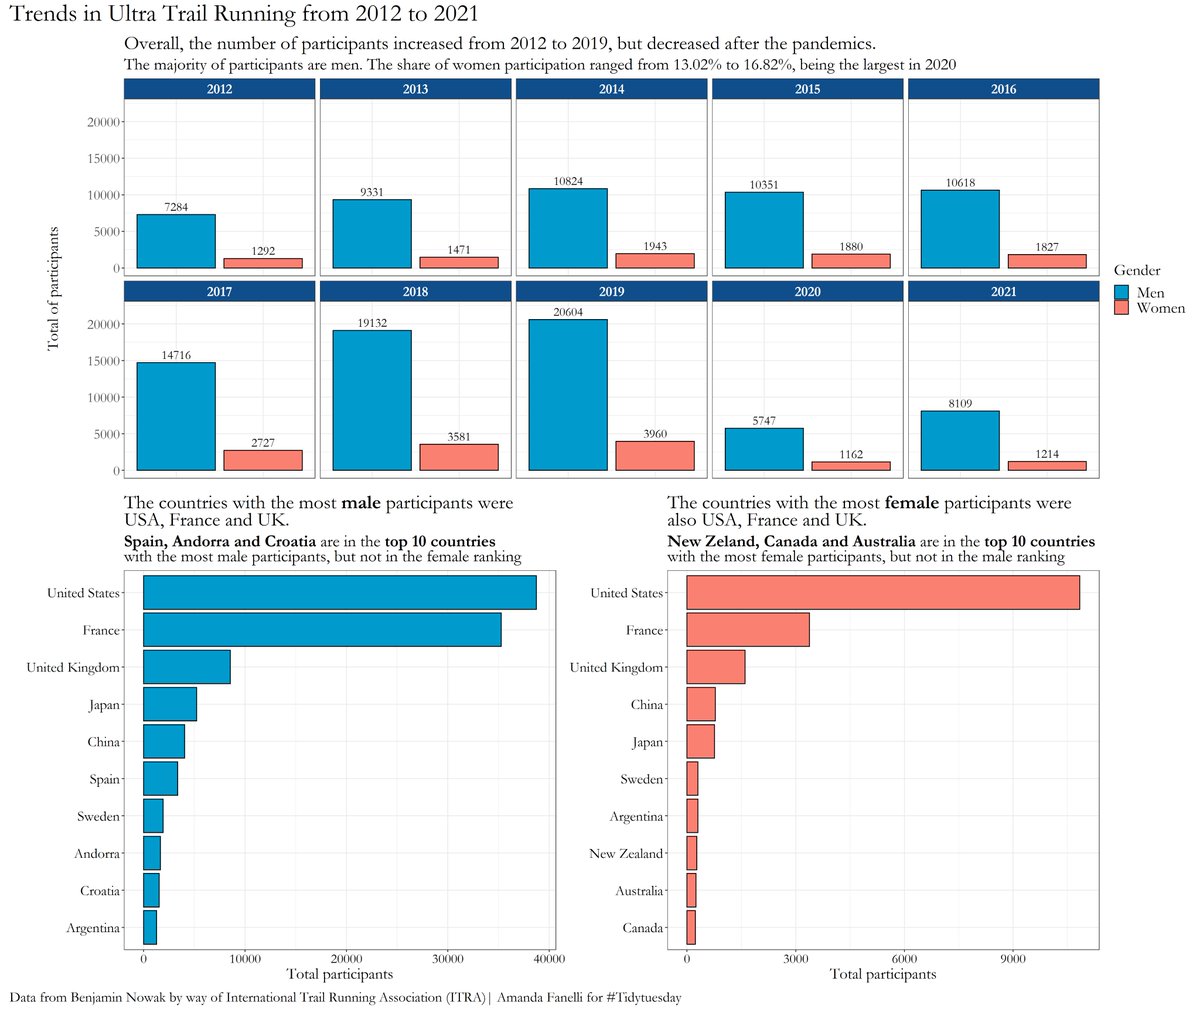 Trends in Ultra Trail Running from 2012 to 2021
Overall, the number of participants increased from 2012 to 2019, but decreased after the pandemics.
The majority of participants are men. The share of women participation ranged from 13.02% to 16.82%, being the largest in 2020
Total of participants
2012 2013 2014 2015 2016
20000
15000
10000
5000
0
7284 1292 9331 1471 10824 1943 10351 1880 10618 1827
2017 2018 2019 2020 2021
20000
15000
10000
5000
0
14716 2727 19132 3581 20604 3960 5747 1162 8109 1214
Gender
Men
Women
The countries with the most male participants were
USA, France and UK.
Spain, Andorra and Croatia are in the top 10 countries
with the most male participants, but not in the female ranking
United States
France
United Kingdom
Japan
China
Spain
Sweden
Andorra
Croatia
Argentina
0 10000 20000 30000 40000
Total participants
The countries with the most female participants were
also USA, France and UK.
New Zeland, Canada and Australia are in the top 10 countries
with the most female participants, but not in the male ranking
United States
France
United Kingdom
China
Japan
Sweden
Argentina
New Zealand
Australia
Canada
0 3000 6000 9000
Total participants
Data from Benjamin Nowak by way of International Trail Running Association (ITRA)| Amanda Fanelli for #Tidytuesday